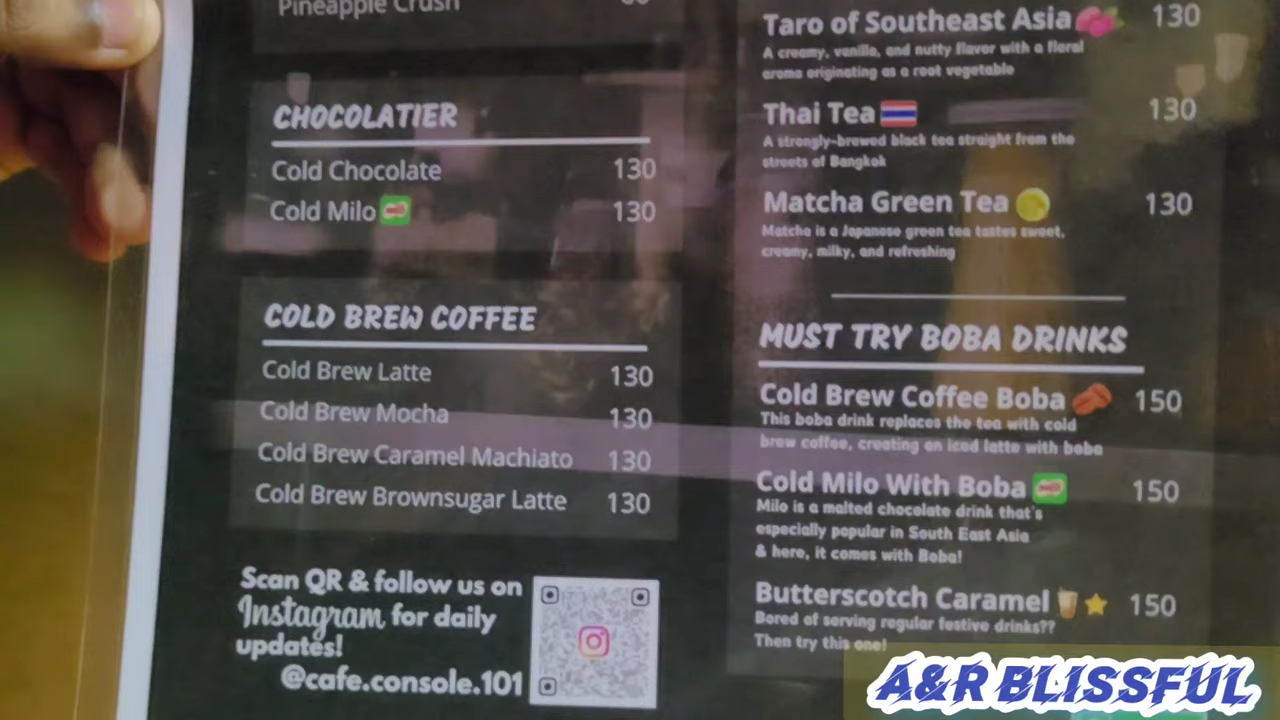 Pineapple Crush
CHOCOLATIER
Cold Chocolate 130
Cold Milo 130
COLD BREW COFFEE
Cold Brew Latte 130
Cold Brew Mocha 130
Cold Brew Caramel Machiato 130
Cold Brew Brownsugar Latte 130
Scan QR & follow us on
Instagram for daily
updates!
@cafe.console.101
Taro of Southeast Asia 130
A creamy, vanilla, and nutty flavor with a floral
aroma originating as a root vegetable
Thai Tea 130
A strongly-brewed black tea straight from the
streets of Bangkok
Matcha Green Tea 130
Matcha is a Japanese green tea tastes sweet,
creamy, milky, and refreshing
MUST TRY BOBA DRINKS
Cold Brew Coffee Boba 150
This boba drink replaces the tea with cold
brew coffee, creating an iced latte with boba
Cold Milo With Boba 150
Milo is a malted chocolate drink that's
especially popular in South East Asia
& here, it comes with Boba!
Butterscotch Caramel 150
Bored of serving regular festive drinks??
Then try this one!
A&R BLISSFUL